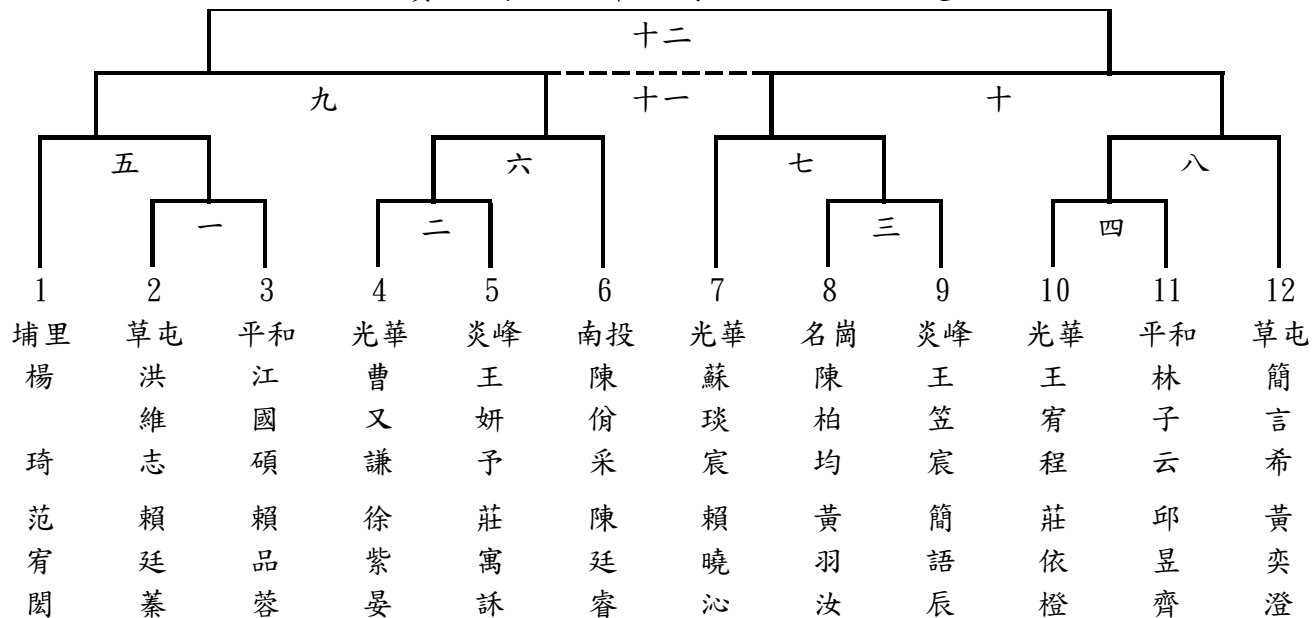 十二
九 十一 十
五 六 七 八
一 二 三 四
1 2 3 4 5 6 7 8 9 10 11 12
埔里 草屯 平和 光華 炎峰 南投 光華 名崗 炎峰 光華 平和 草屯
楊 洪 江 曹 王 陳 蘇 陳 王 王 林 簡
維 國 又 妍 佾 琰 柏 笠 宥 子 言
琦 志 碩 謙 予 采 宸 均 宸 程 云 希
范 賴 賴 徐 莊 陳 賴 黃 簡 莊 邱 黃
宥 廷 品 紫 寓 廷 曉 羽 語 依 昱 奕
閎 蓁 蓉 晏 訸 睿 沁 汝 辰 橙 齊 澄